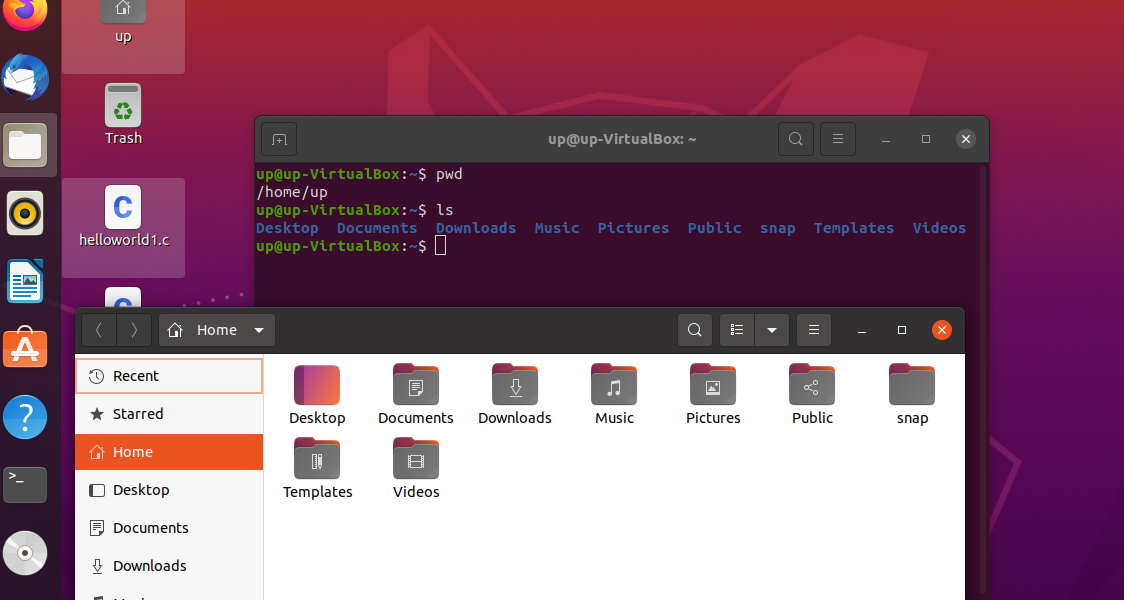 up
Trash
helloworld1.c
up@up-VirtualBox: ~
up@up-VirtualBox:~$ pwd
/home/up
up@up-VirtualBox:~$ ls
Desktop Documents Downloads Music Pictures Public snap Templates Videos
up@up-VirtualBox:~$
Home
Recent
Starred
Home
Desktop
Documents
Downloads
Desktop Documents Downloads Music Pictures Public snap
Templates Videos